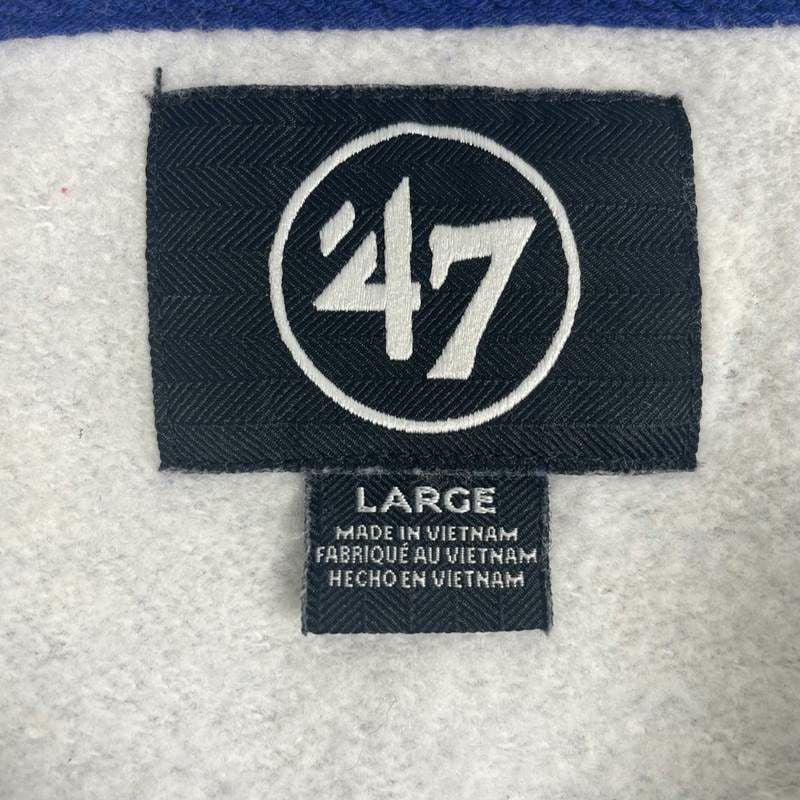 '47
LARGE
MADE IN VIETNAM
FABRIQUÉ AU VIETNAM
HECHO EN VIETNAM